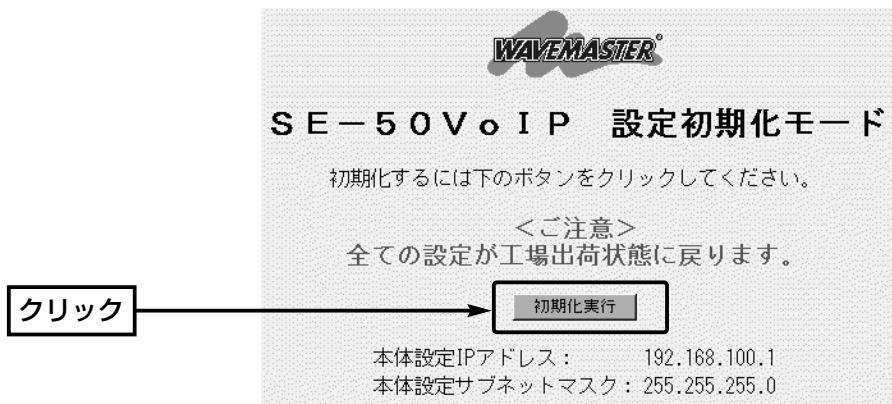 WAVEMASTER
SE－50VoIP　設定初期化モード
初期化するには下のボタンをクリックしてください。
＜ご注意＞
全ての設定が工場出荷状態に戻ります。
クリック
初期化実行
本体設定IPアドレス：　192.168.100.1
本体設定サブネットマスク：255.255.255.0